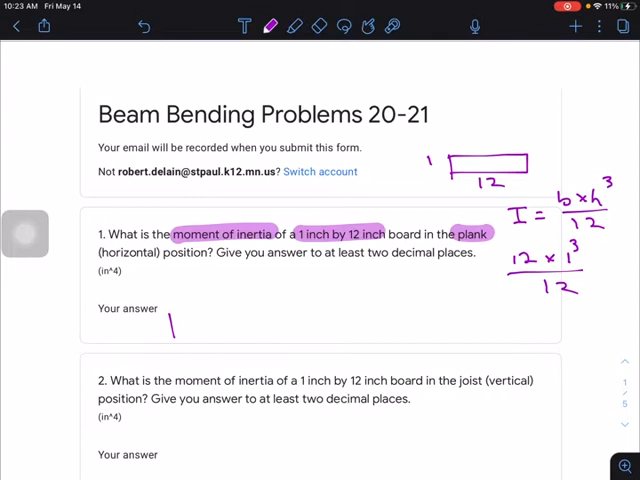 10:23 AM Fri May 14
11%
Beam Bending Problems 20-21
Your email will be recorded when you submit this form.
Not robert.delain@stpaul.k12.mn.us? Switch account
1
12
I = b x h^3
12
12 x 1^3
12
1. What is the moment of inertia of a 1 inch by 12 inch board in the plank
(horizontal) position? Give you answer to at least two decimal places.
(in^4)
Your answer
1
2. What is the moment of inertia of a 1 inch by 12 inch board in the joist (vertical)
position? Give you answer to at least two decimal places.
(in^4)
Your answer
1
/
5